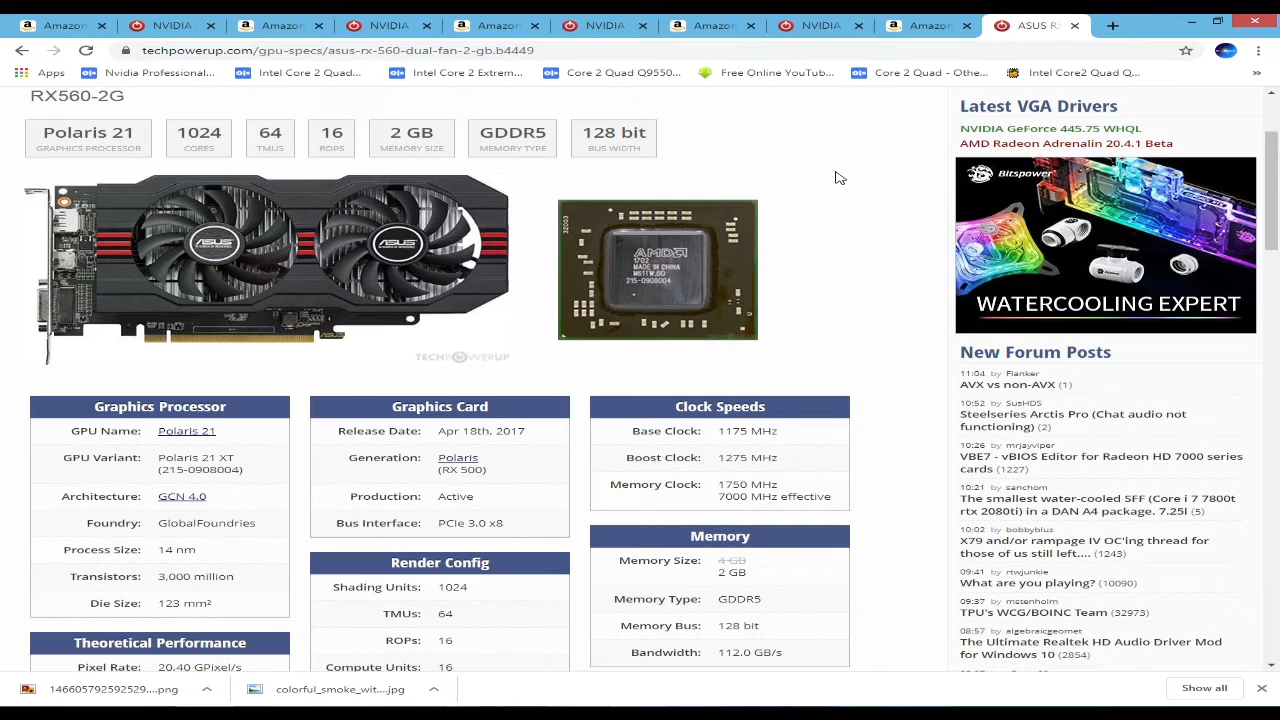 Amazon
NVIDIA
Amazon
NVIDIA
Amazon
NVIDIA
Amazon
NVIDIA
Amazon
ASUS RX
techpowerup.com/gpu-specs/asus-rx-560-dual-fan-2-gb.b4449
Apps
Nvidia Professional...
Intel Core 2 Quad...
Intel Core 2 Extrem...
Core 2 Quad Q9550...
Free Online YouTub...
Core 2 Quad - Othe...
Intel Core2 Quad Q...
»
RX560-2G
Polaris 21
GRAPHICS PROCESSOR
1024
CORES
64
TMUS
16
ROPS
2 GB
MEMORY SIZE
GDDR5
MEMORY TYPE
128 bit
BUS WIDTH
ASUS
ASUS
32003
AMD
1702
MADE IN CHINA
215-0908004
TECHPOWERUP
Graphics Processor
GPU Name: Polaris 21
GPU Variant: Polaris 21 XT
(215-0908004)
Architecture: GCN 4.0
Foundry: GlobalFoundries
Process Size: 14 nm
Transistors: 3,000 million
Die Size: 123 mm²
Theoretical Performance
Pixel Rate: 20.40 GPixel/s
Graphics Card
Release Date: Apr 18th, 2017
Generation: Polaris
(RX 500)
Production: Active
Bus Interface: PCIe 3.0 x8
Render Config
Shading Units: 1024
TMUs: 64
ROPs: 16
Compute Units: 16
Clock Speeds
Base Clock: 1175 MHz
Boost Clock: 1275 MHz
Memory Clock: 1750 MHz
7000 MHz effective
Memory
Memory Size: 4 GB
2 GB
Memory Type: GDDR5
Memory Bus: 128 bit
Bandwidth: 112.0 GB/s
Latest VGA Drivers
NVIDIA GeForce 445.75 WHQL
AMD Radeon Adrenalin 20.4.1 Beta
Bitspower
WATERCOOLING EXPERT
New Forum Posts
11:04 by Flanker
AVX vs non-AVX (1)
10:52 by SusHDS
Steelseries Arctis Pro (Chat audio not
functioning) (2)
10:26 by mrjayviper
VBE7 - vBIOS Editor for Radeon HD 7000 series
cards (1227)
10:21 by sanchom
The smallest water-cooled SFF (Core i 7 7800t
rtx 2080ti) in a DAN A4 package. 7.25l (5)
10:02 by bobbybluz
X79 and/or rampage IV OC'ing thread for
those of us still left.... (1243)
09:41 by rtwjunkie
What are you playing? (10090)
09:37 by mstenholm
TPU's WCG/BOINC Team (32973)
08:57 by algebraicgeomet
The Ultimate Realtek HD Audio Driver Mod
for Windows 10 (2854)
146605792592529....png
colorful_smoke_wit....jpg
Show all